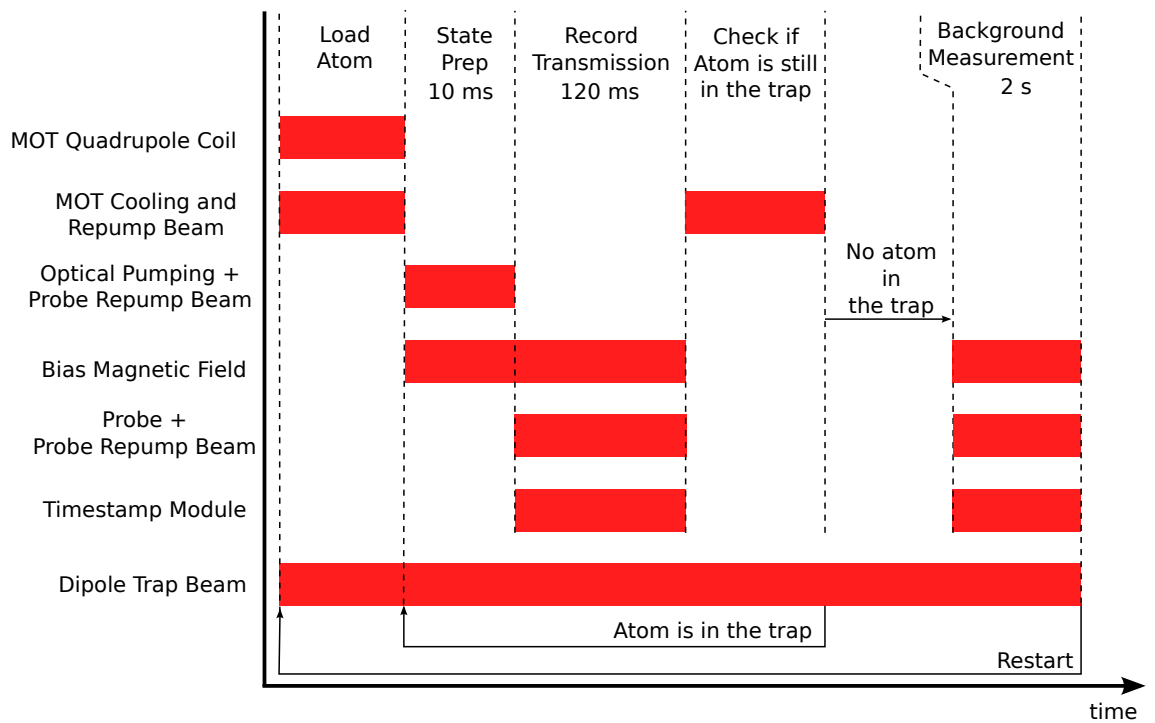 Load
Atom
State
Prep
10 ms
Record
Transmission
120 ms
Check if
Atom is still
in the trap
Background
Measurement
2 s
MOT Quadrupole Coil
MOT Cooling and
Repump Beam
Optical Pumping +
Probe Repump Beam
No atom
in
the trap
Bias Magnetic Field
Probe +
Probe Repump Beam
Timestamp Module
Dipole Trap Beam
Atom is in the trap
Restart
time